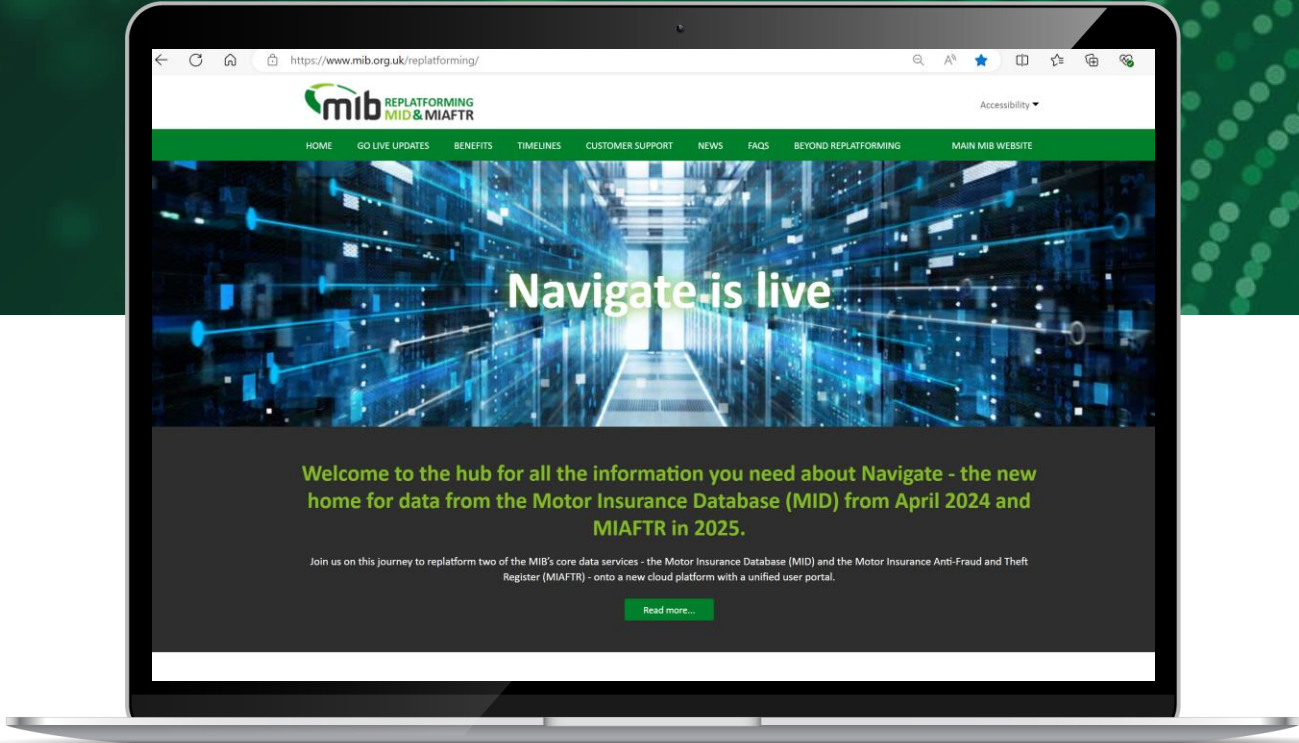 https://www.mib.org.uk/replatforming/
mib REPLATFORMING
MID & MIAFTR
Accessibility
HOME GO LIVE UPDATES BENEFITS TIMELINES CUSTOMER SUPPORT NEWS FAQS BEYOND REPLATFORMING MAIN MIB WEBSITE
Navigate is live
Welcome to the hub for all the information you need about Navigate - the new
home for data from the Motor Insurance Database (MID) from April 2024 and
MIAFTR in 2025.
Join us on this journey to replatform two of the MIB's core data services - the Motor Insurance Database (MID) and the Motor Insurance Anti-Fraud and Theft
Register (MIAFTR) - onto a new cloud platform with a unified user portal.
Read more...